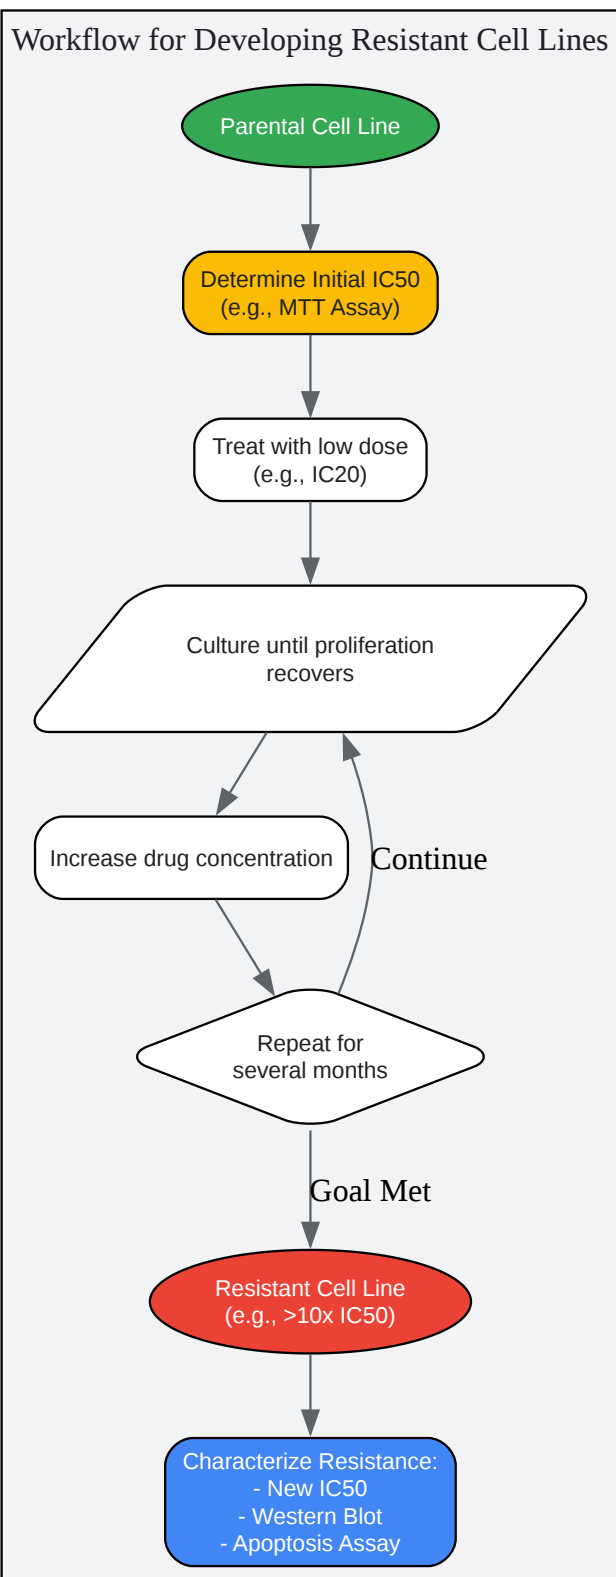 Workflow for Developing Resistant Cell Lines
Parental Cell Line
Determine Initial IC50
(e.g., MTT Assay)
Treat with low dose
(e.g., IC20)
Culture until proliferation
recovers
Increase drug concentration
Continue
Repeat for
several months
Goal Met
Resistant Cell Line
(e.g., >10x IC50)
Characterize Resistance:
- New IC50
- Western Blot
- Apoptosis Assay